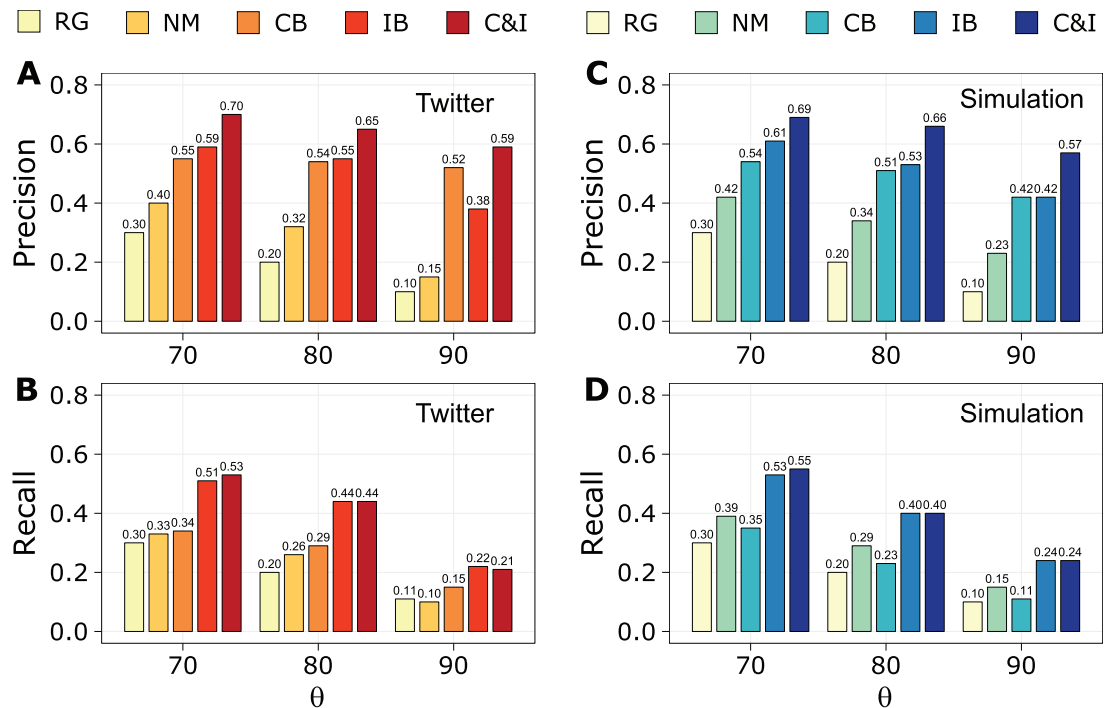 RG NM CB IB C&I
RG NM CB IB C&I
A
Twitter
Precision
0.8
0.6
0.4
0.2
0.0
0.30 0.40 0.55 0.59 0.70
0.20 0.32 0.54 0.55 0.65
0.10 0.15 0.52 0.38 0.59
70 80 90
C
Simulation
Precision
0.8
0.6
0.4
0.2
0.0
0.30 0.42 0.54 0.61 0.69
0.20 0.34 0.51 0.53 0.66
0.10 0.23 0.42 0.42 0.57
70 80 90
B
Twitter
Recall
0.8
0.6
0.4
0.2
0.0
0.30 0.33 0.34 0.51 0.53
0.20 0.26 0.29 0.44 0.44
0.11 0.10 0.15 0.22 0.21
70 80 90
θ
D
Simulation
Recall
0.8
0.6
0.4
0.2
0.0
0.30 0.39 0.35 0.53 0.55
0.20 0.29 0.23 0.40 0.40
0.10 0.15 0.11 0.24 0.24
70 80 90
θ